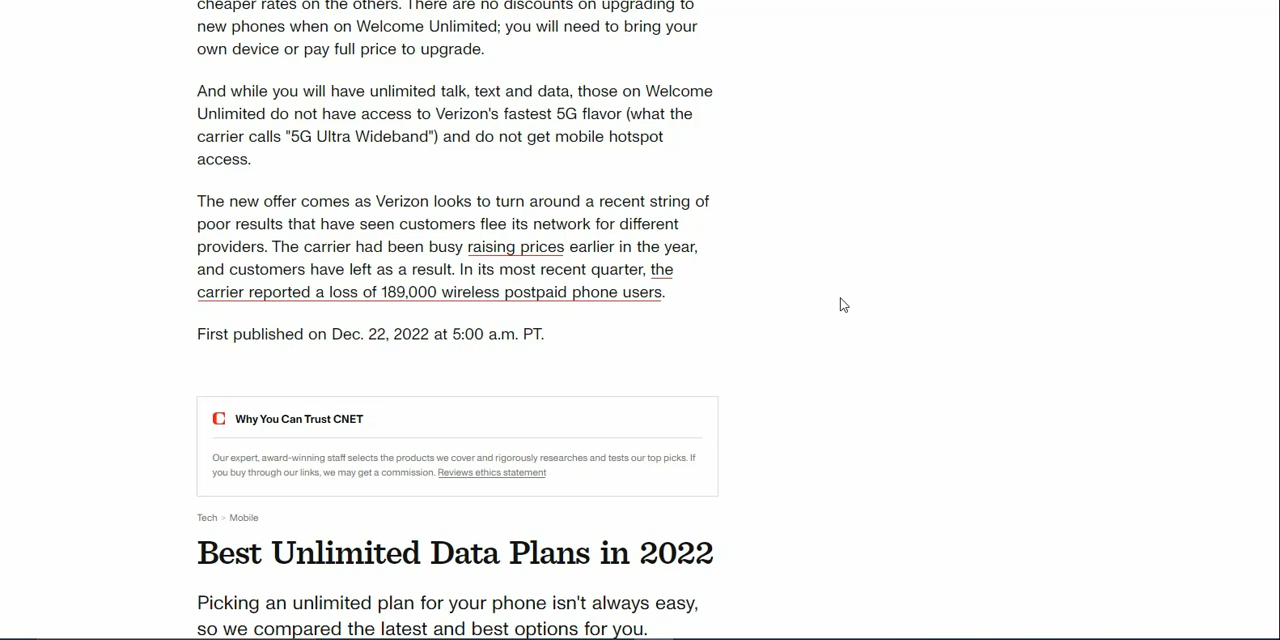 cheaper rates on the others. There are no discounts on upgrading to
new phones when on Welcome Unlimited; you will need to bring your
own device or pay full price to upgrade.
And while you will have unlimited talk, text and data, those on Welcome
Unlimited do not have access to Verizon's fastest 5G flavor (what the
carrier calls "5G Ultra Wideband") and do not get mobile hotspot
access.
The new offer comes as Verizon looks to turn around a recent string of
poor results that have seen customers flee its network for different
providers. The carrier had been busy raising prices earlier in the year,
and customers have left as a result. In its most recent quarter, the
carrier reported a loss of 189,000 wireless postpaid phone users.
First published on Dec. 22, 2022 at 5:00 a.m. PT.
Why You Can Trust CNET
Our expert, award-winning staff selects the products we cover and rigorously researches and tests our top picks. If
you buy through our links, we may get a commission. Reviews ethics statement
Tech > Mobile
Best Unlimited Data Plans in 2022
Picking an unlimited plan for your phone isn't always easy,
so we compared the latest and best options for you.